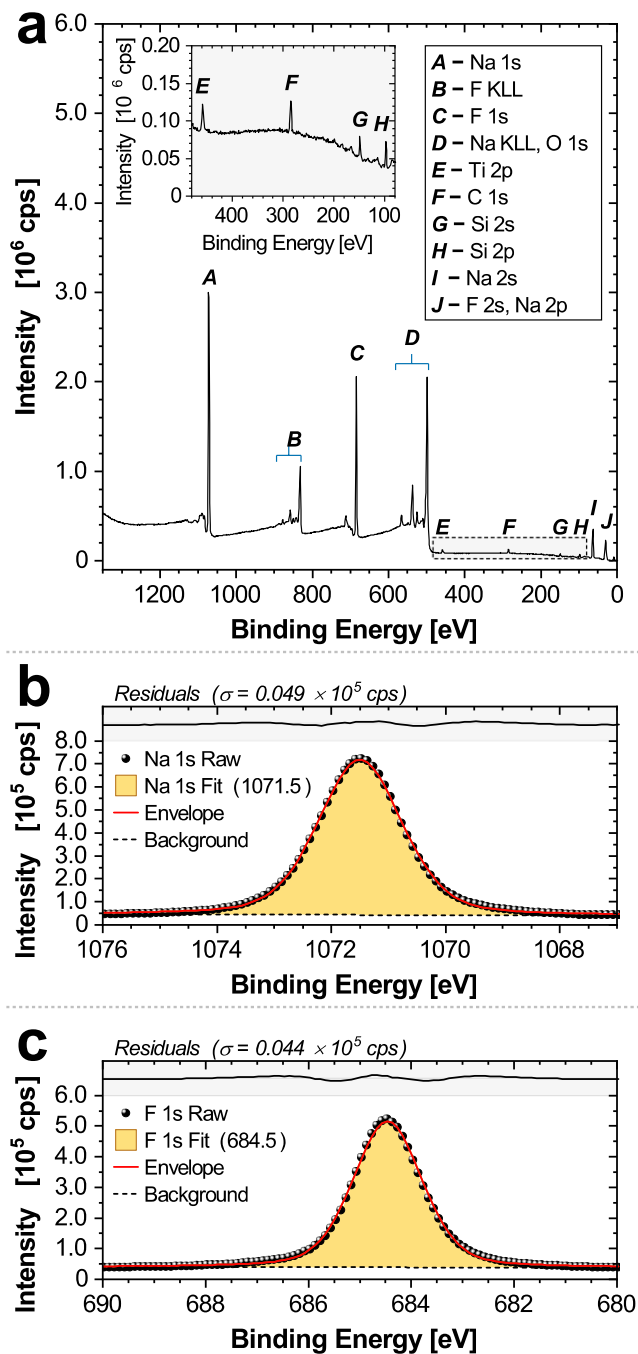 a
6.0
5.0
4.0
3.0
2.0
1.0
0
Intensity [10⁶ cps]
0.20
0.15
0.10
0.05
0
Intensity [10⁶ cps]
E
F
G
H
400 300 200 100
Binding Energy [eV]
A – Na 1s
B – F KLL
C – F 1s
D – Na KLL, O 1s
E – Ti 2p
F – C 1s
G – Si 2s
H – Si 2p
I – Na 2s
J – F 2s, Na 2p
A
B
C
D
E F G H I J
1200 1000 800 600 400 200 0
Binding Energy [eV]
b
Residuals (σ = 0.049 × 10⁵ cps)
8.0
7.0
6.0
5.0
4.0
3.0
2.0
1.0
0
Intensity [10⁵ cps]
Na 1s Raw
Na 1s Fit (1071.5)
Envelope
Background
1076 1074 1072 1070 1068
Binding Energy [eV]
c
Residuals (σ = 0.044 × 10⁵ cps)
6.0
5.0
4.0
3.0
2.0
1.0
0
Intensity [10⁵ cps]
F 1s Raw
F 1s Fit (684.5)
Envelope
Background
690 688 686 684 682 680
Binding Energy [eV]